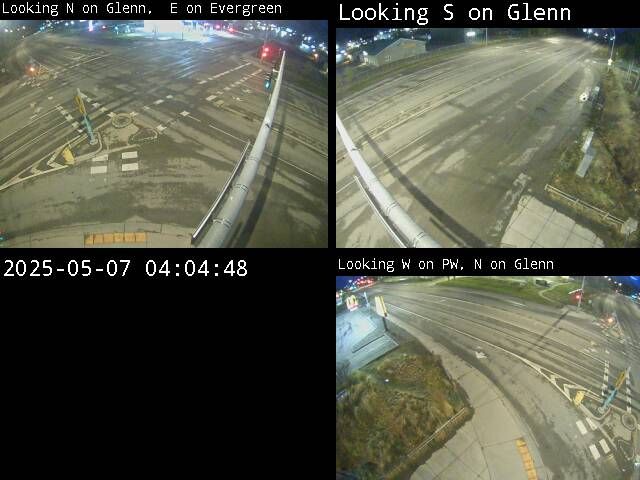 Looking N on Glenn,  E on Evergreen
Looking S on Glenn
2025-05-07 04:04:48
Looking W on PW, N on Glenn